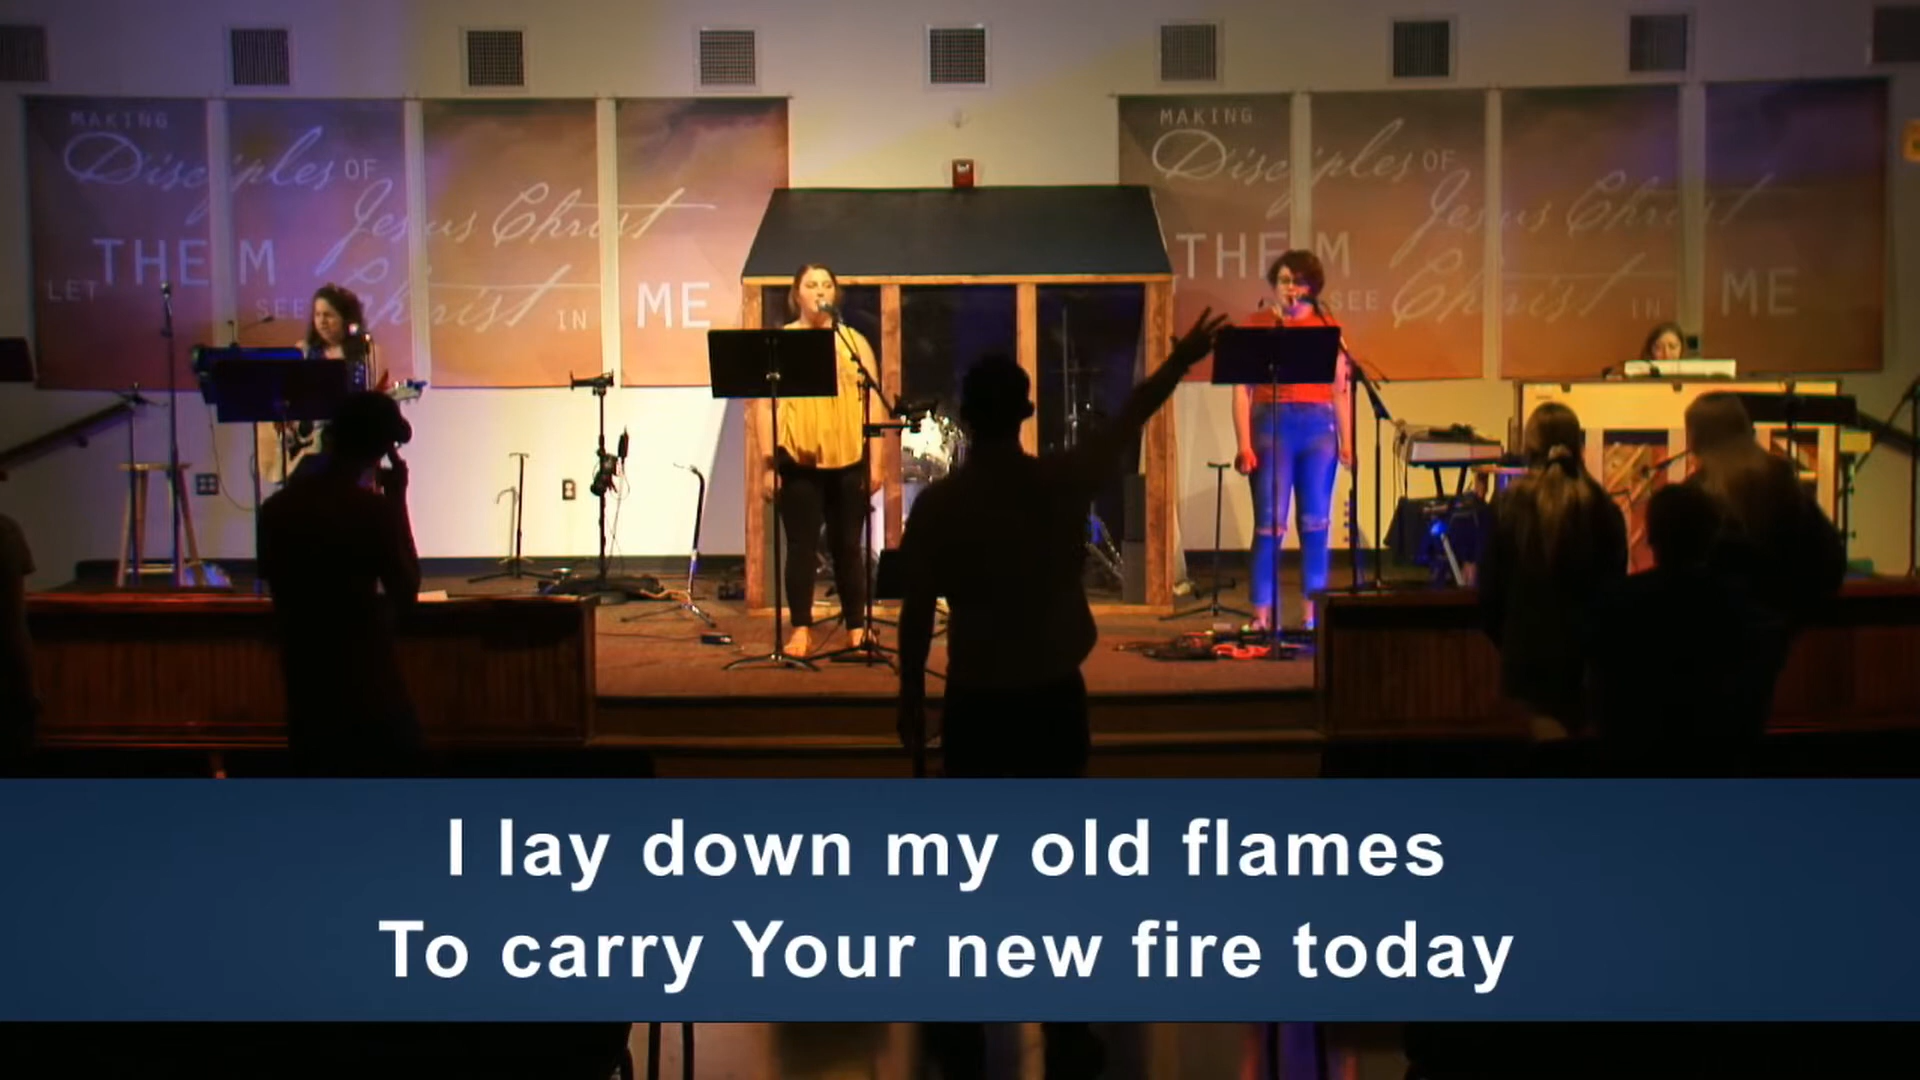 MAKING
Disciples OF
Jesus Christ
LET THEM
SEE Christ IN ME
MAKING
Disciples OF
Jesus Christ
THEM
SEE Christ IN ME
I lay down my old flames
To carry Your new fire today